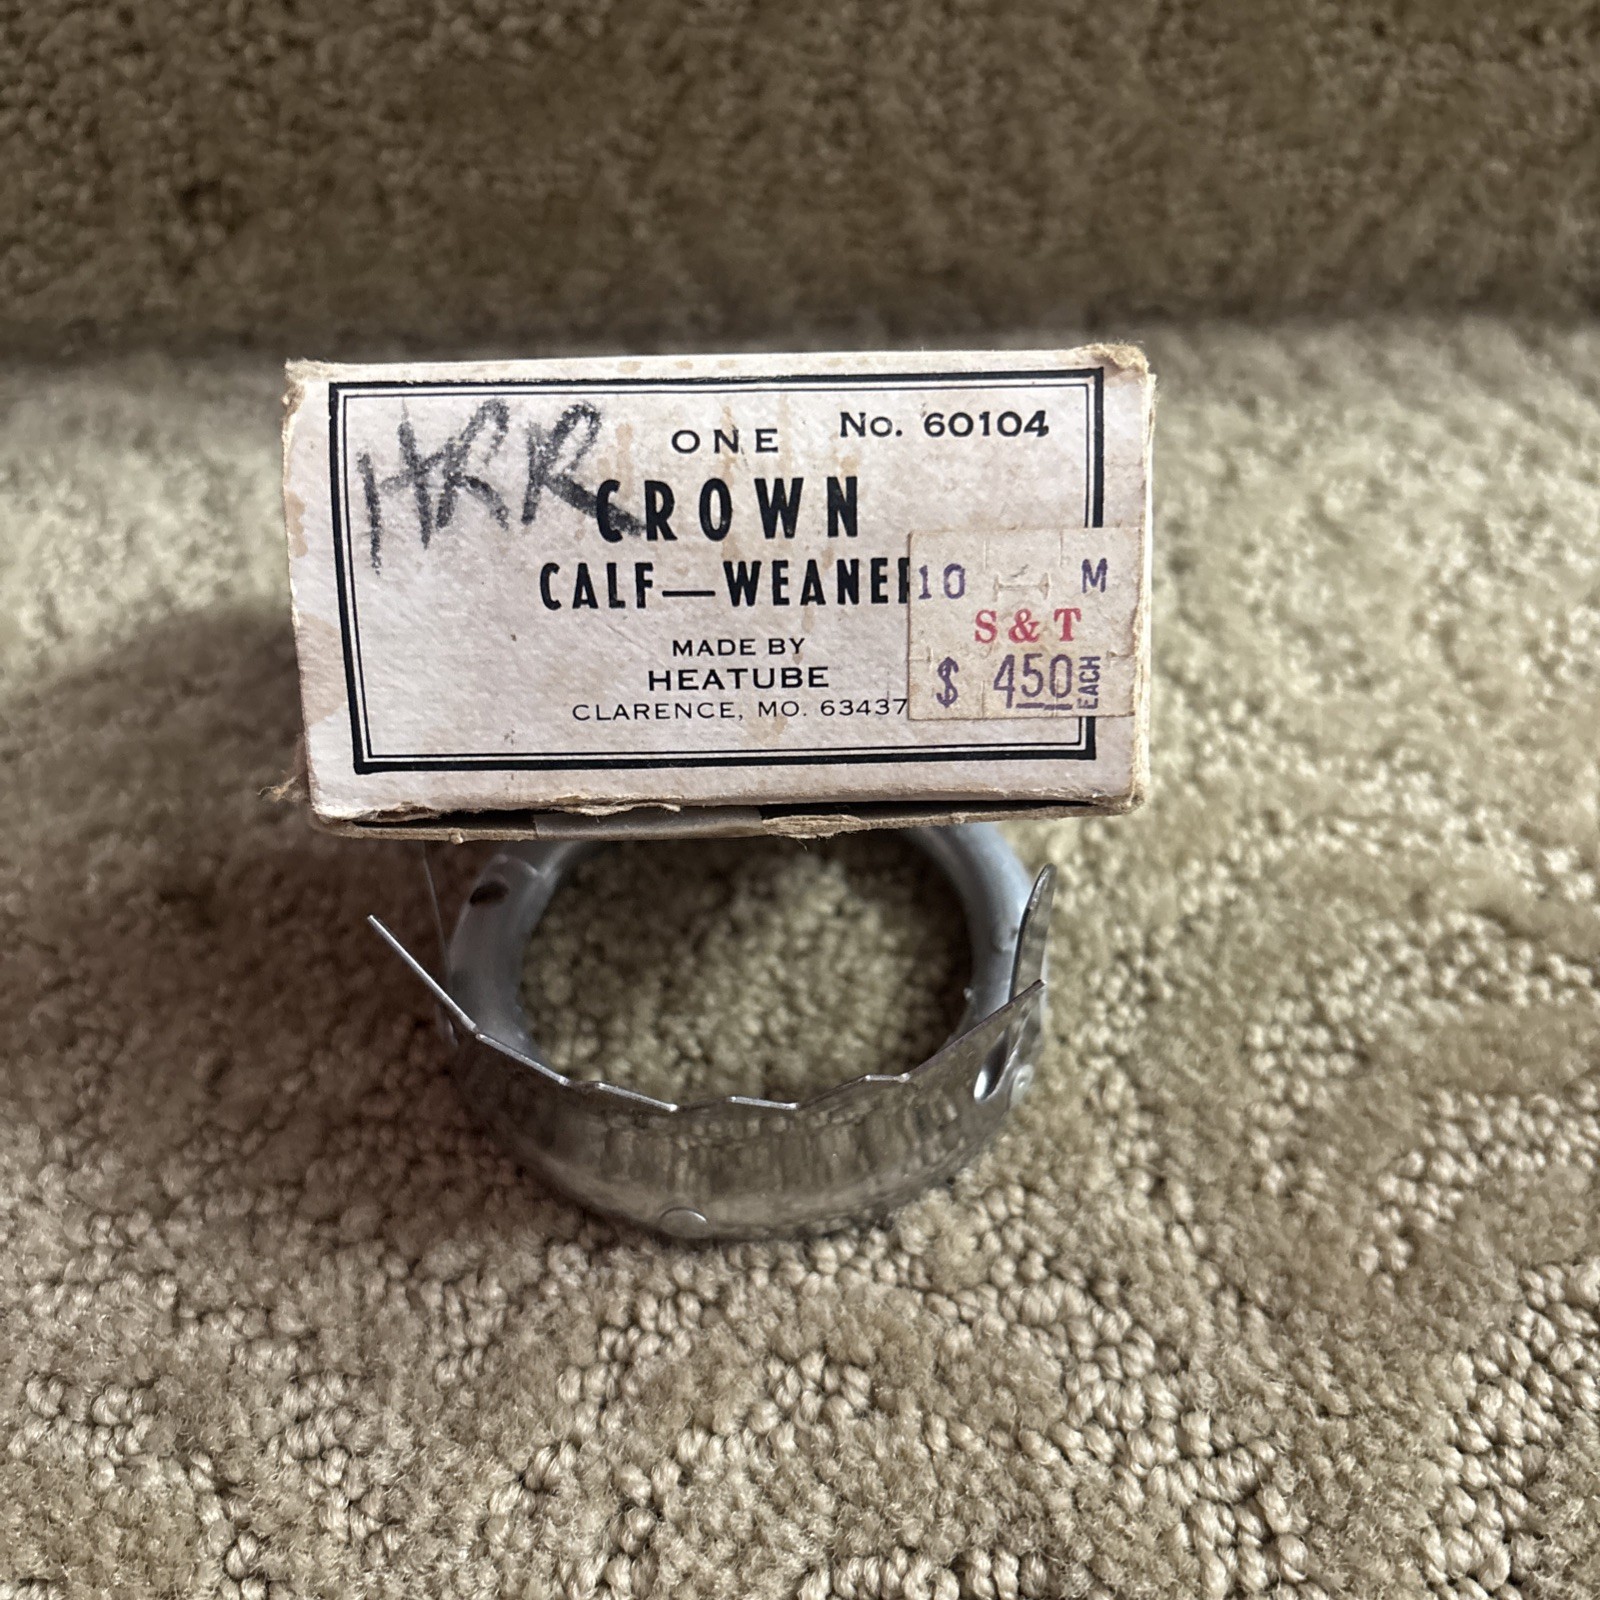 HRR
ONE No. 60104
CROWN
CALF—WEANER
MADE BY
HEATUBE
CLARENCE, MO. 63437
10 M
S & T
$ 450 EACH